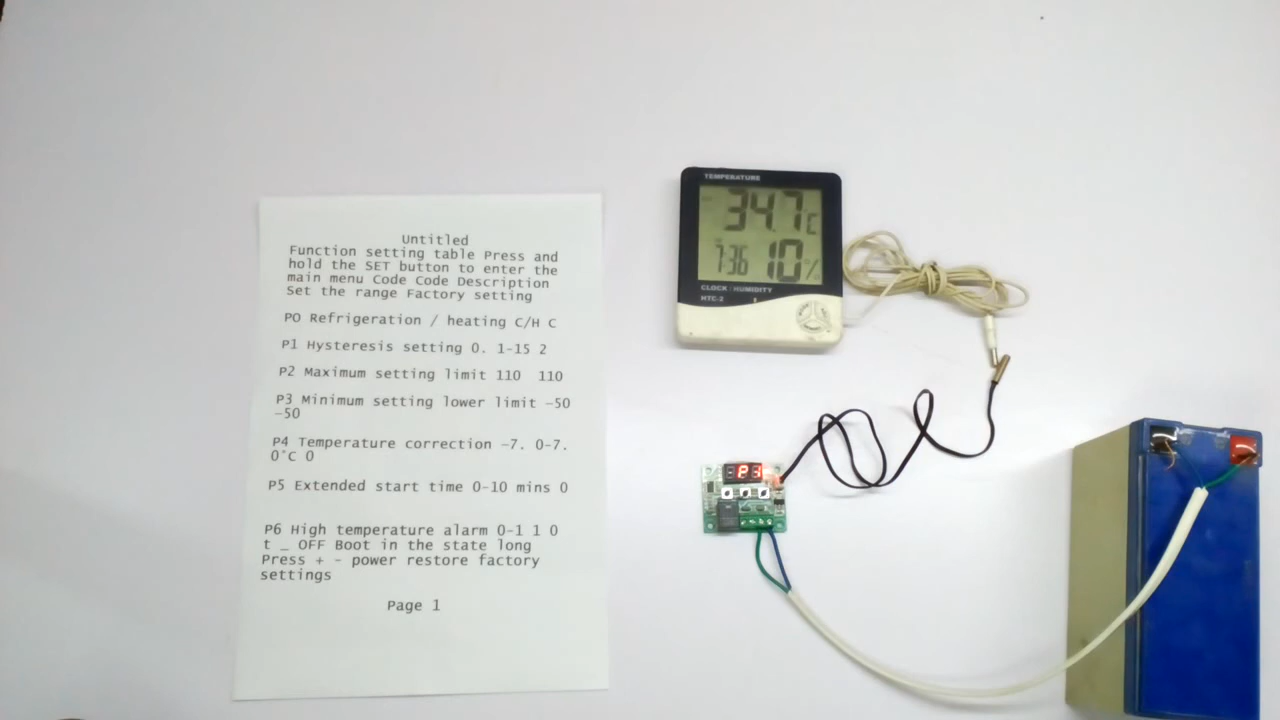 Untitled
Function setting table Press and
hold the SET button to enter the
main menu Code Code Description
Set the range Factory setting
PO Refrigeration / heating C/H C
P1 Hysteresis setting 0. 1-15 2
P2 Maximum setting limit 110 110
P3 Minimum setting lower limit -50
-50
P4 Temperature correction -7. 0-7.
0°C 0
P5 Extended start time 0-10 mins 0
P6 High temperature alarm 0-1 1 0
t _ OFF Boot in the state long
Press + - power restore factory
settings
Page 1
TEMPERATURE
34.7°C
7:36 10%
CLOCK | HUMIDITY
HTC-2
P1